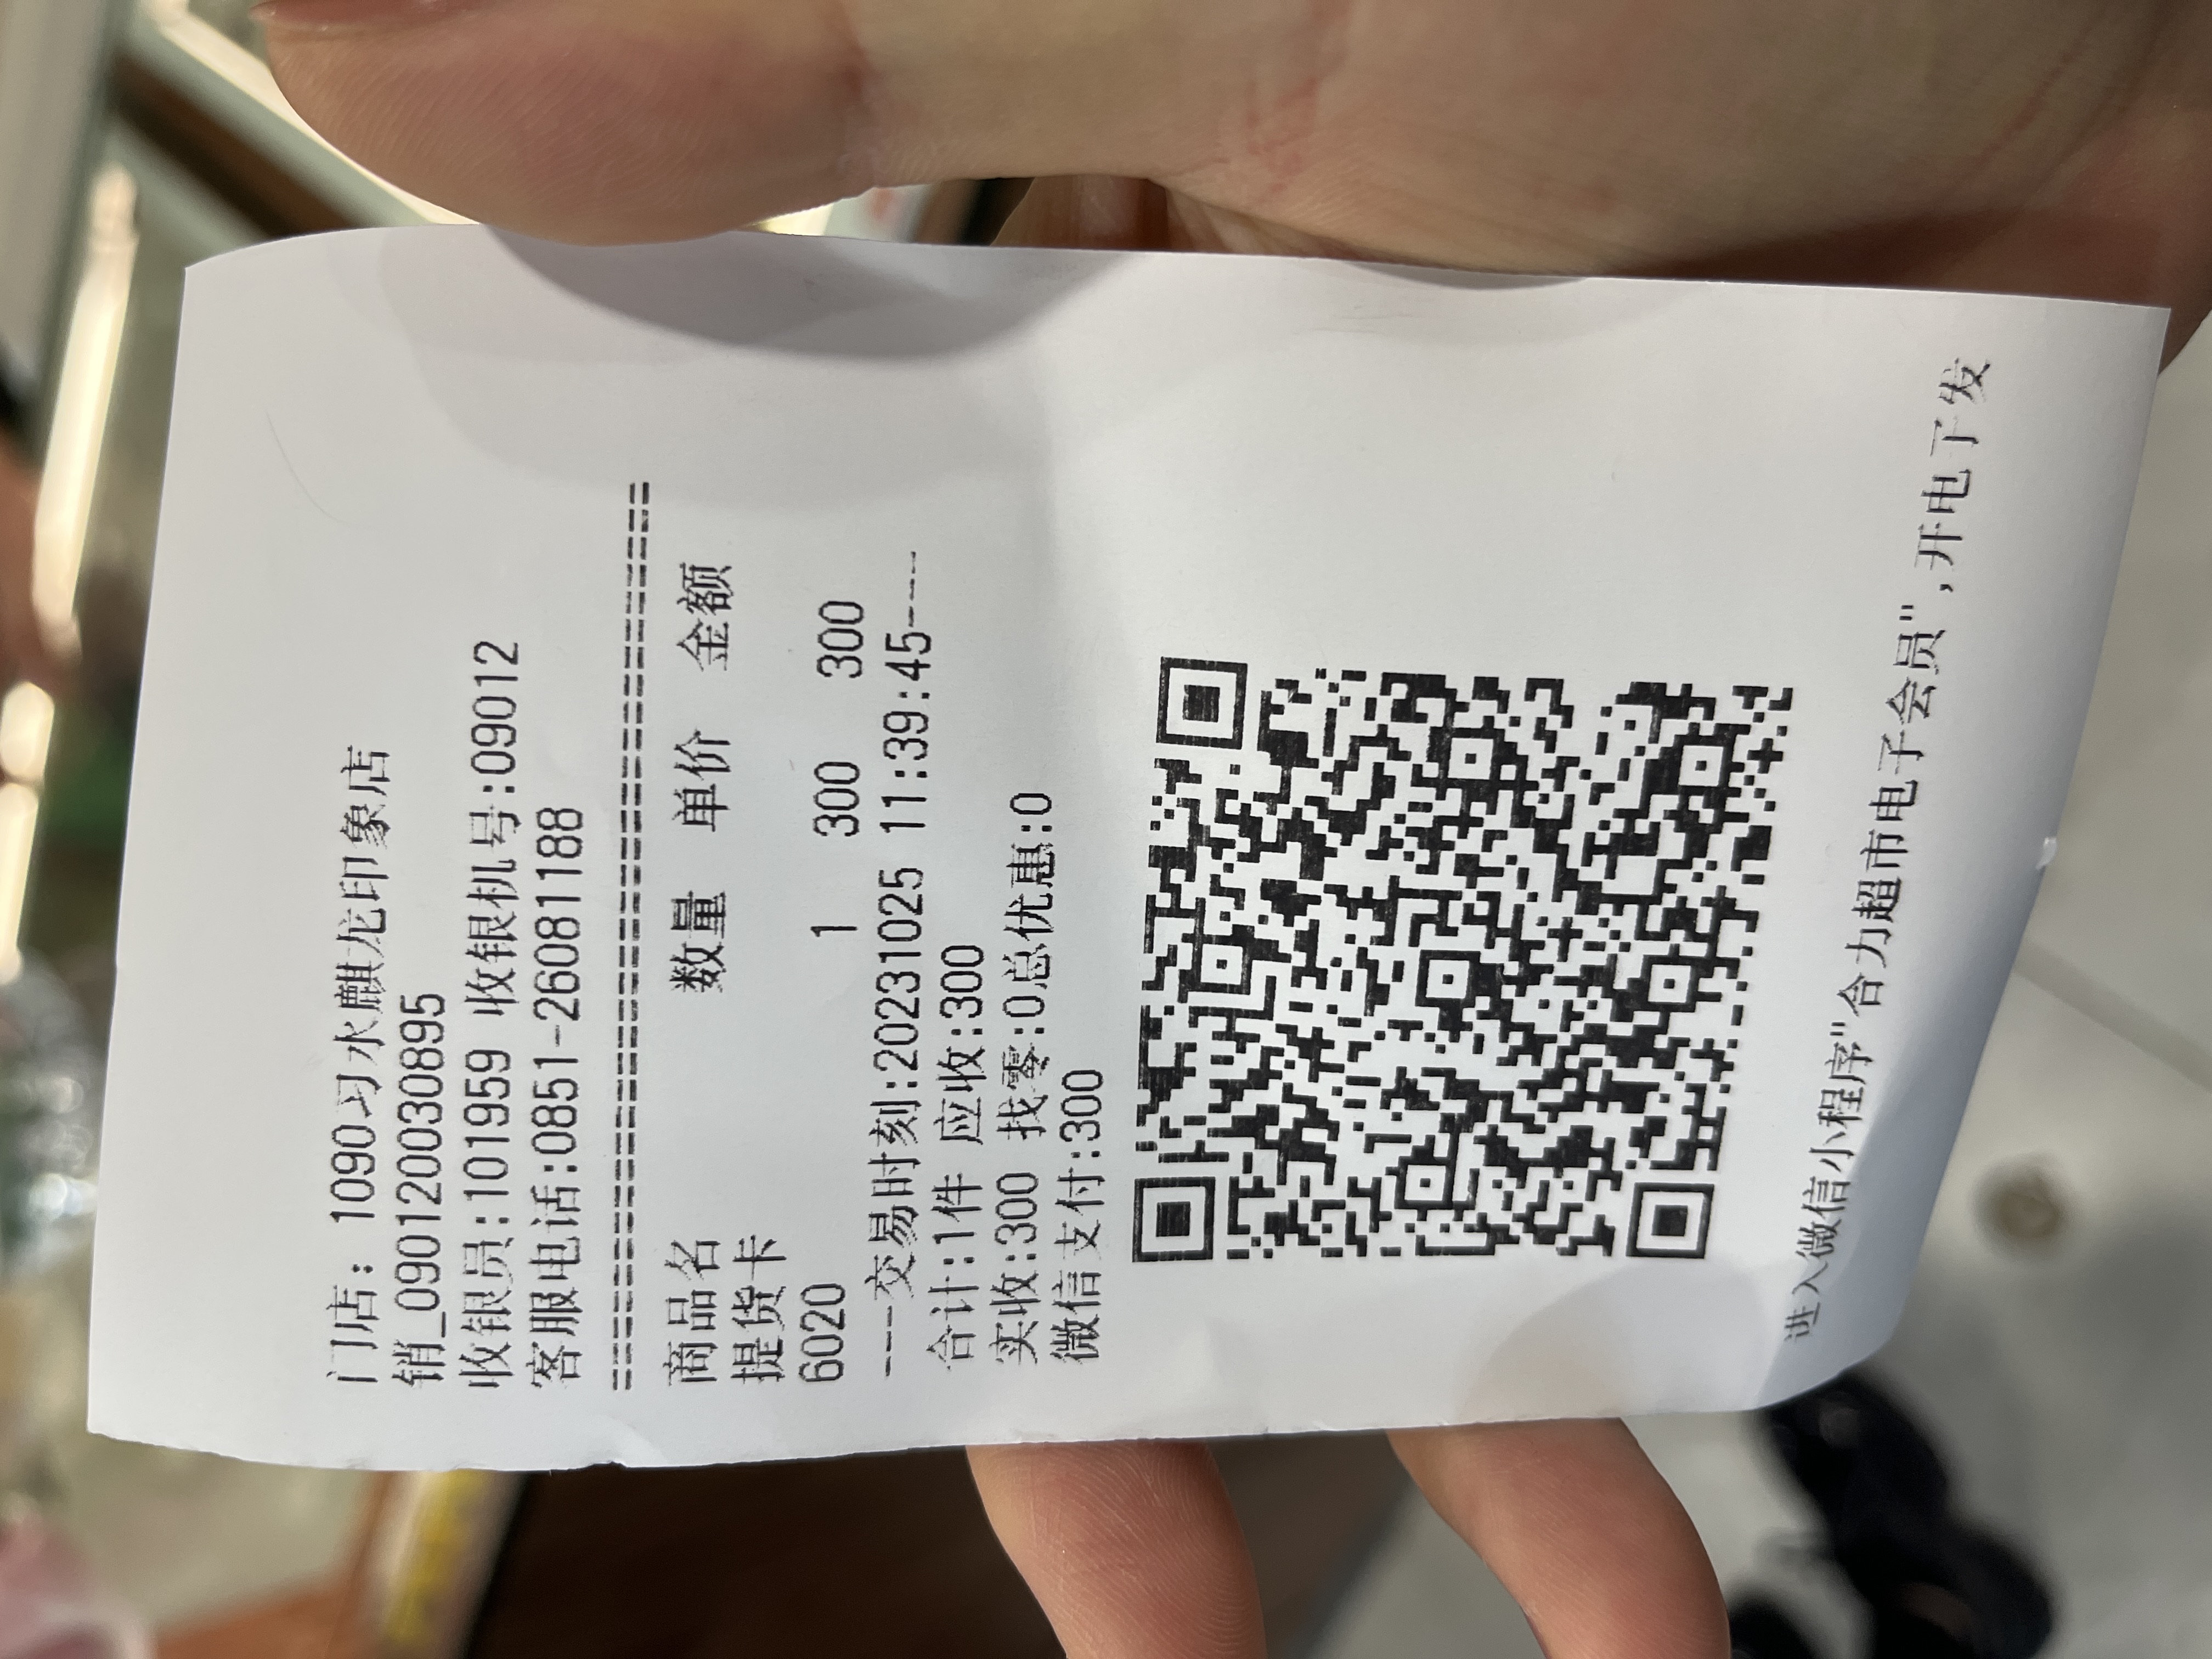 门店: 1090习水麒龙印象店
销_0901200030895
收银员:101959 收银机号:09012
客服电话:0851-26081188
==========================================
商品名 数量 单价 金额
提货卡
6020 1 300 300
---交易时刻:20231025 11:39:45---
合计:1件 应收:300
实收:300 找零:0总优惠:0
微信支付:300
进入微信小程序"合力超市电子会员",开电子发